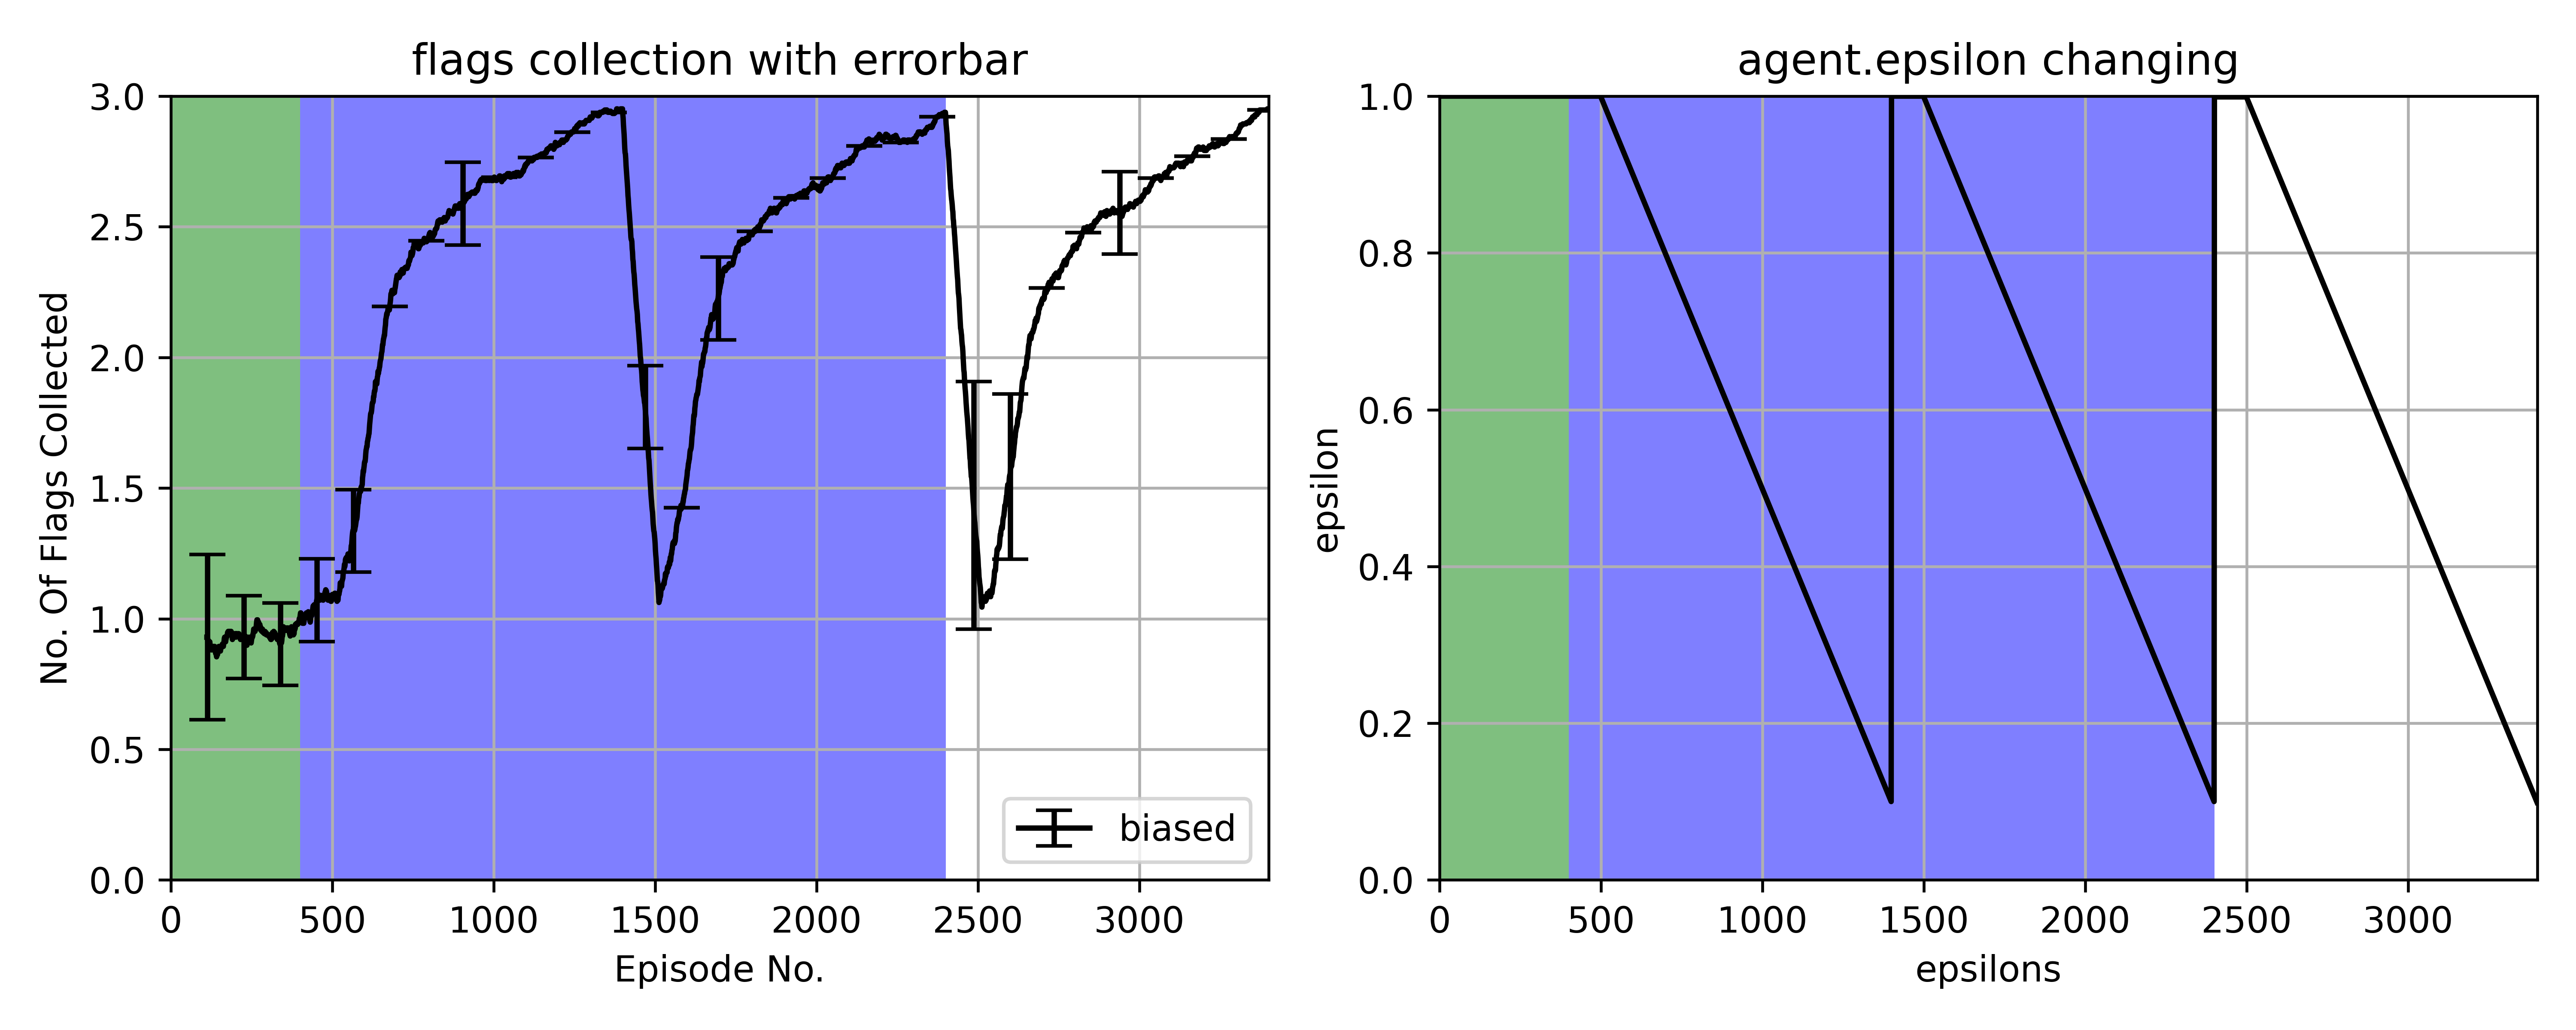 flags collection with errorbar
3.0
2.5
2.0
1.5
1.0
0.5
0.0
No. Of Flags Collected
0 500 1000 1500 2000 2500 3000
Episode No.
biased
agent.epsilon changing
1.0
0.8
0.6
0.4
0.2
0.0
epsilon
0 500 1000 1500 2000 2500 3000
epsilons